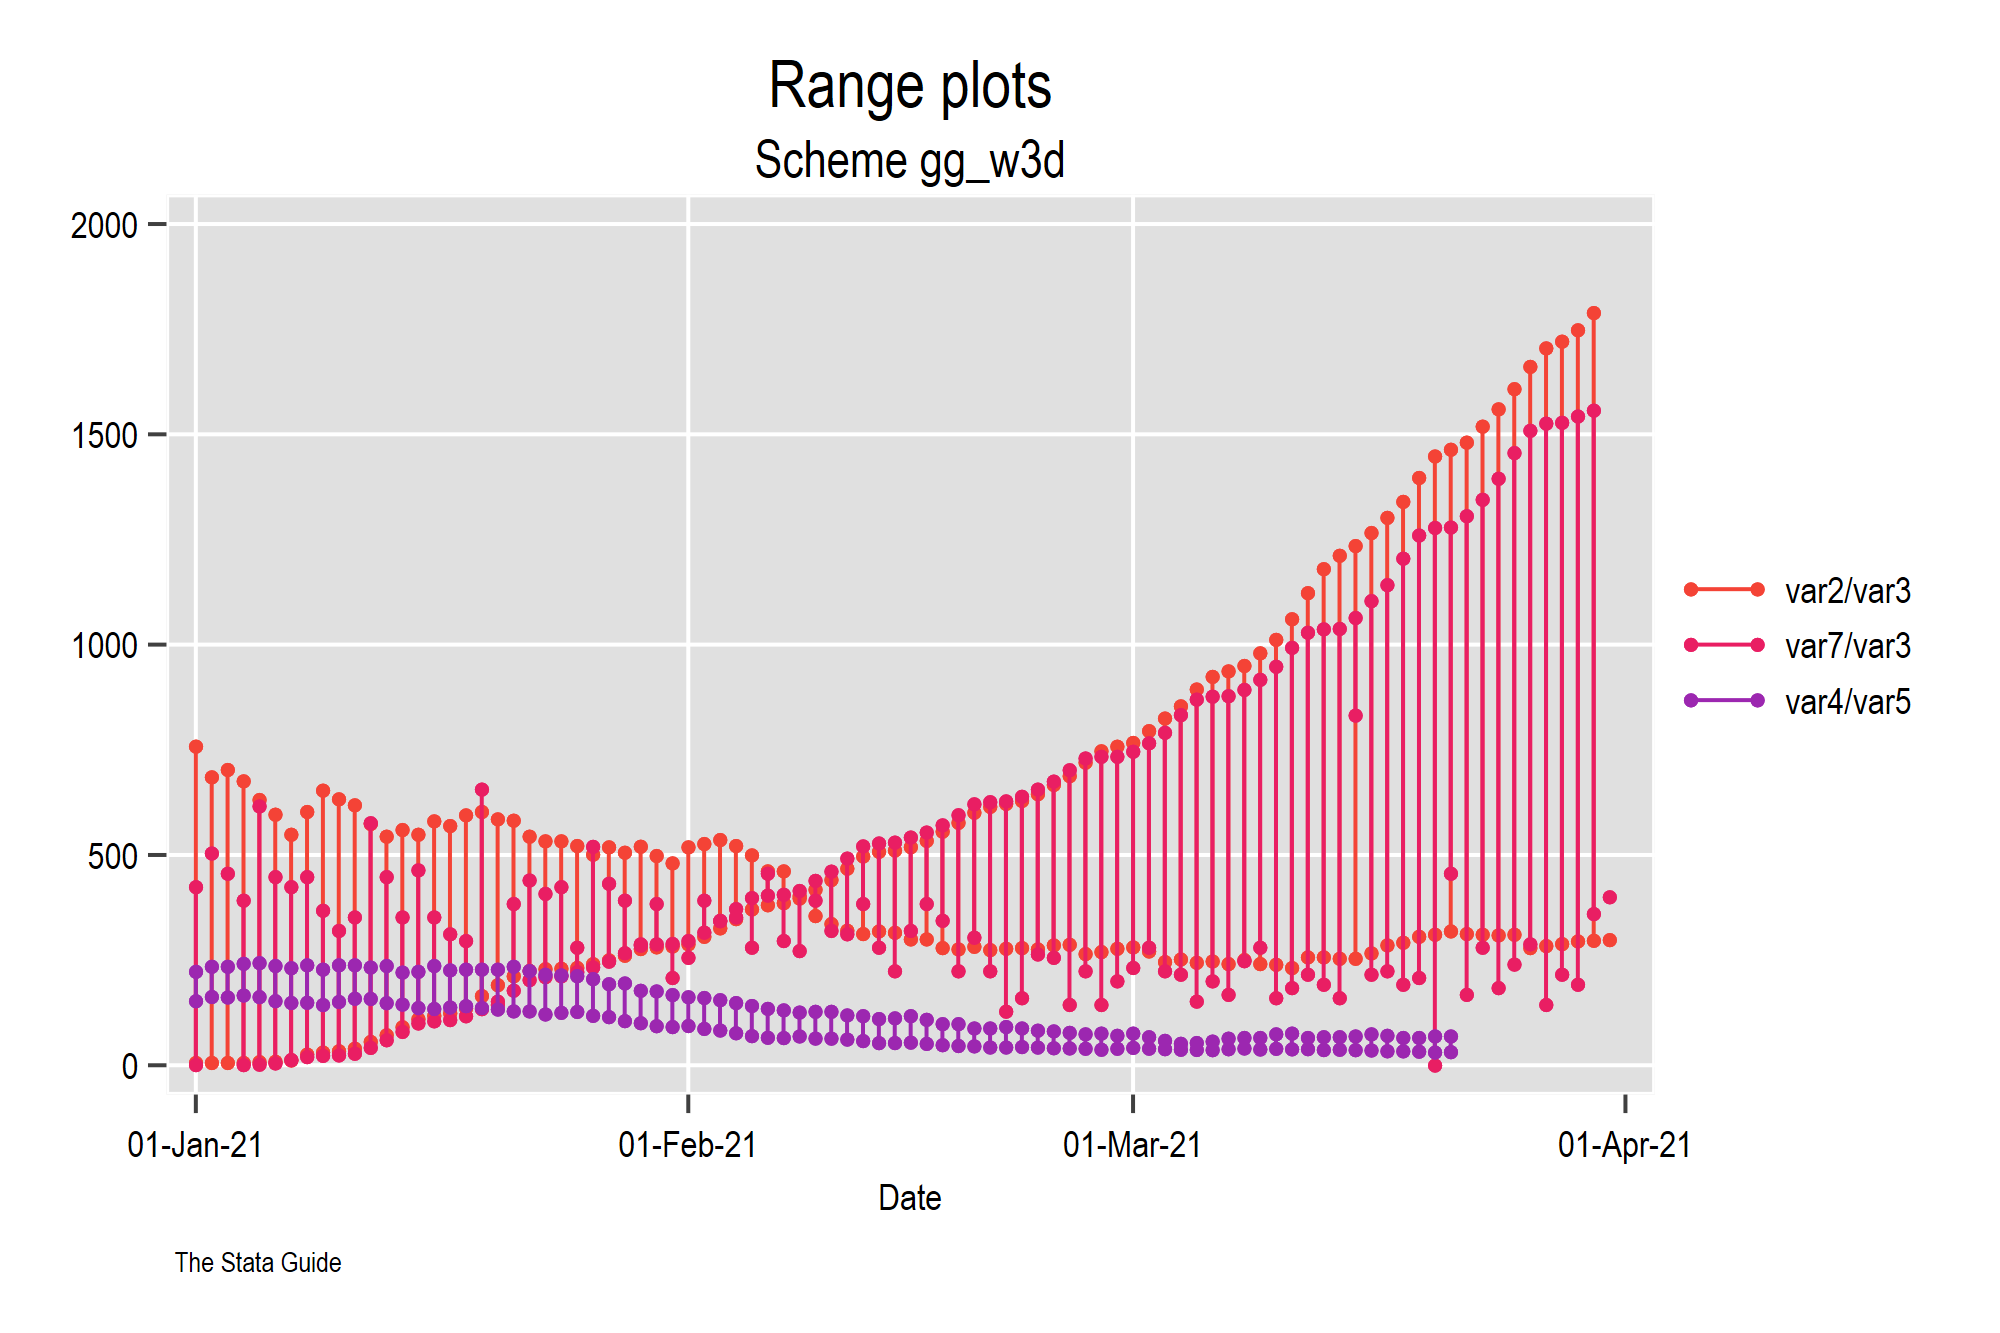 Range plots
Scheme gg_w3d
2000
1500
1000
500
0
01-Jan-21
01-Feb-21
01-Mar-21
01-Apr-21
Date
var2/var3
var7/var3
var4/var5
The Stata Guide